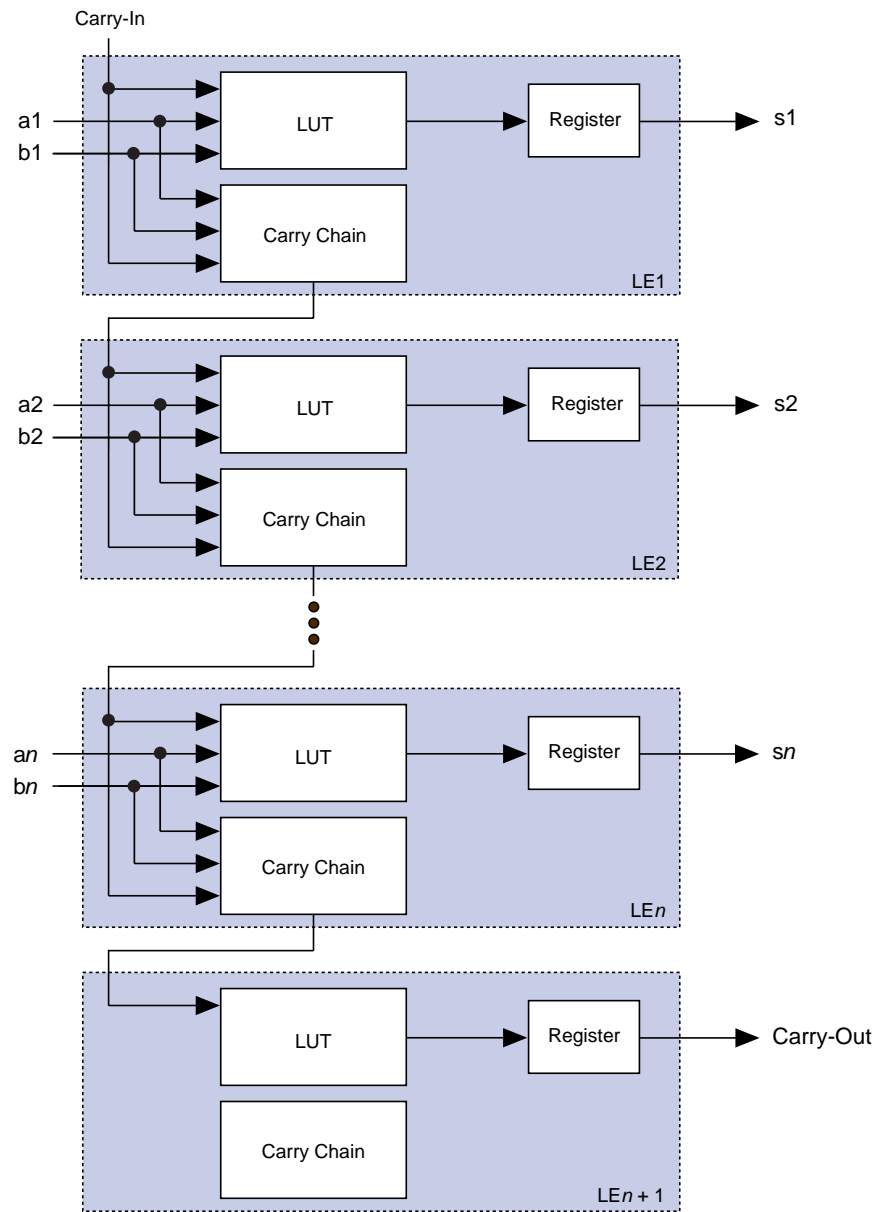 Carry-In
a1
b1
LUT
Register
s1
Carry Chain
LE1
a2
b2
LUT
Register
s2
Carry Chain
LE2
an
bn
LUT
Register
sn
Carry Chain
LEn
LUT
Register
Carry-Out
Carry Chain
LEn + 1